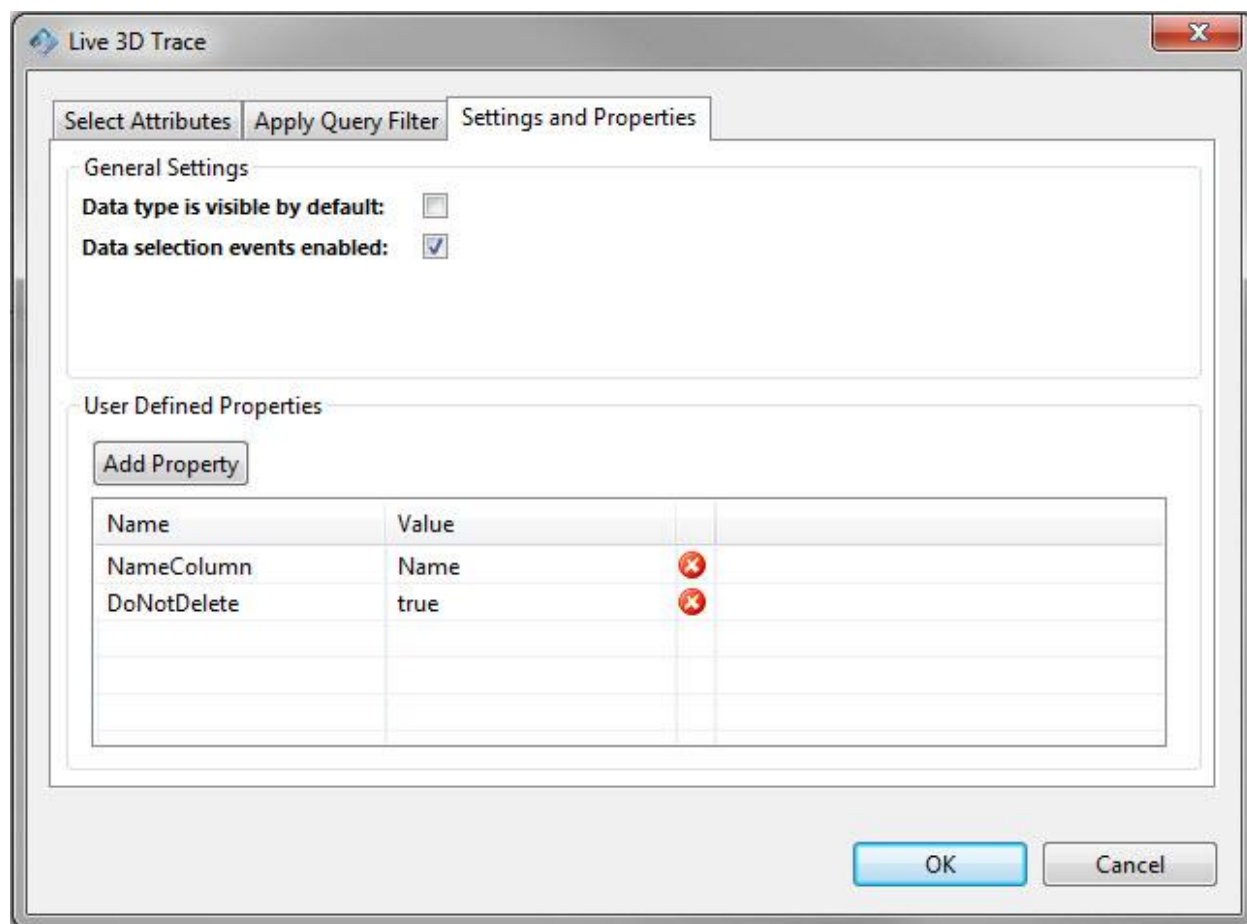 Live 3D Trace
Select Attributes Apply Query Filter Settings and Properties
General Settings
Data type is visible by default:
Data selection events enabled:
User Defined Properties
Add Property
Name Value
NameColumn Name
DoNotDelete true
OK Cancel